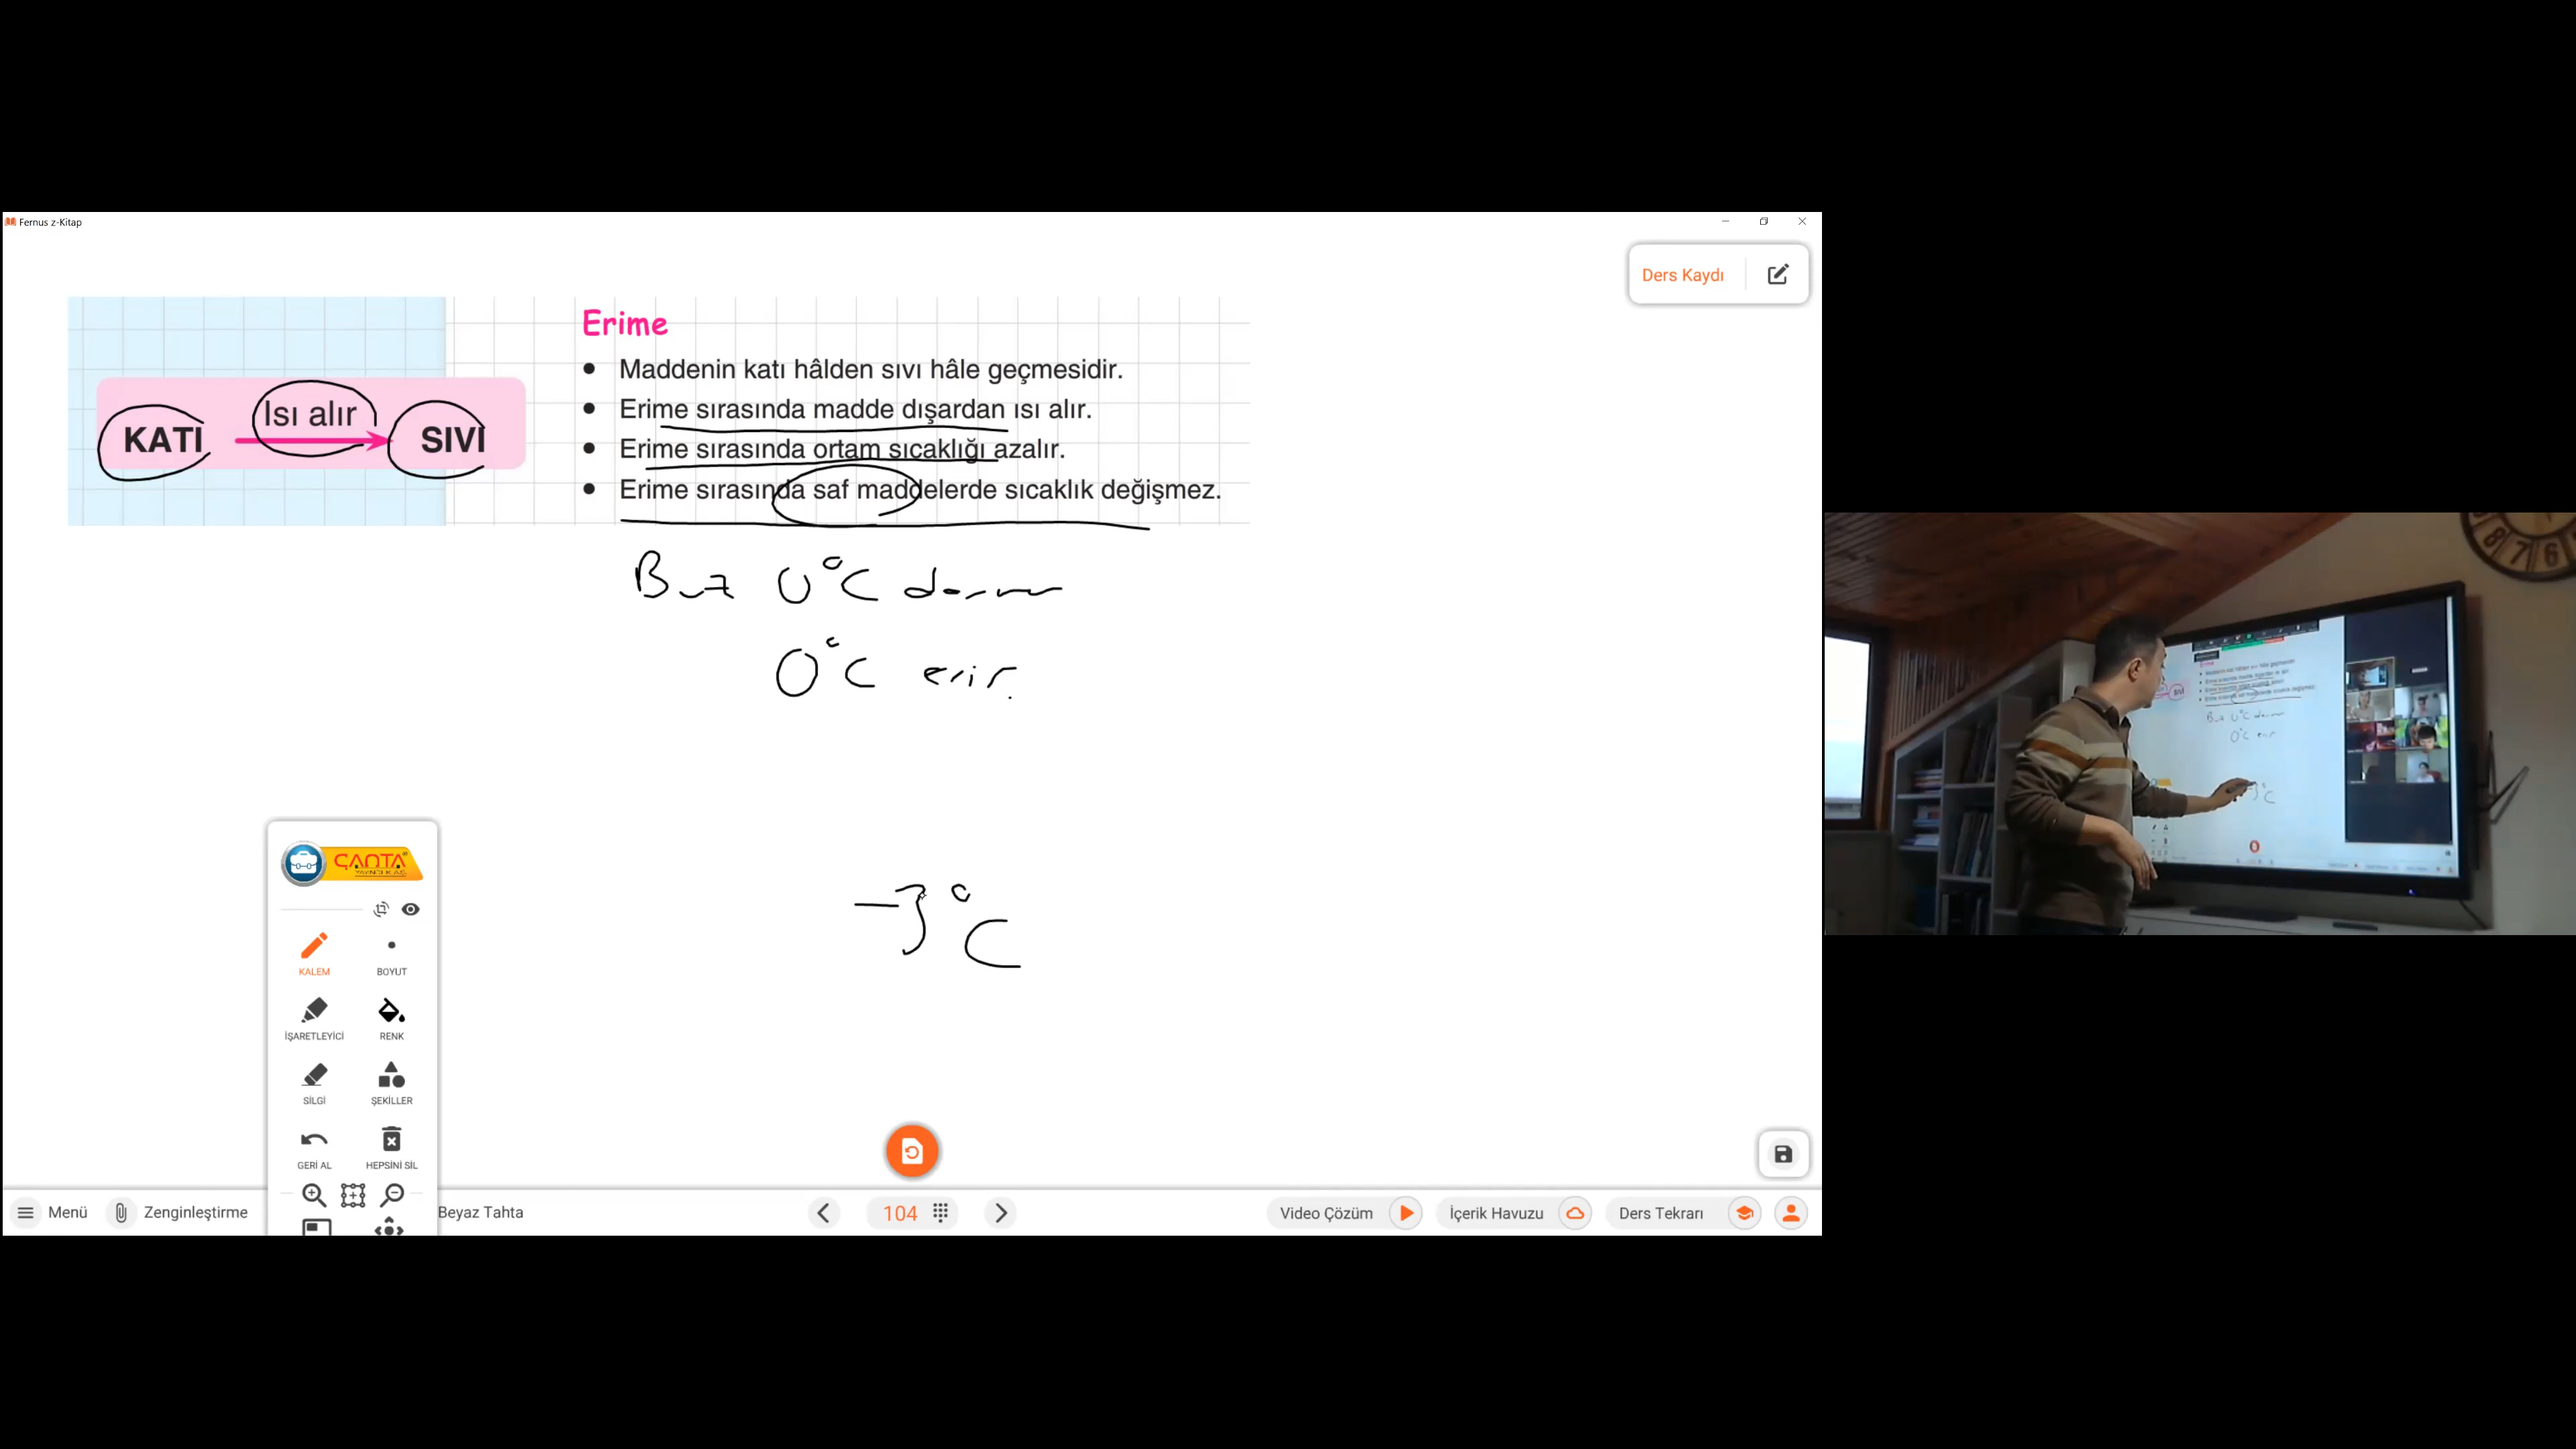 Fernus z-Kitap
Ders Kaydı
Erime
• Maddenin katı hâlden sıvı hâle geçmesidir.
• Erime sırasında madde dışardan ısı alır.
• Erime sırasında ortam sıcaklığı azalır.
• Erime sırasında saf maddelerde sıcaklık değişmez.
KATI Isı alır SIVI
Buz 0°C
0°C erir.
-3°C
ÇANTA
KALEM BOYUT
İŞARETLEYİCİ RENK
SİLGİ ŞEKİLLER
GERİ AL HEPSİNİ SİL
Menü Zenginleştirme Beyaz Tahta 104 Video Çözüm İçerik Havuzu Ders Tekrarı
8 7 6